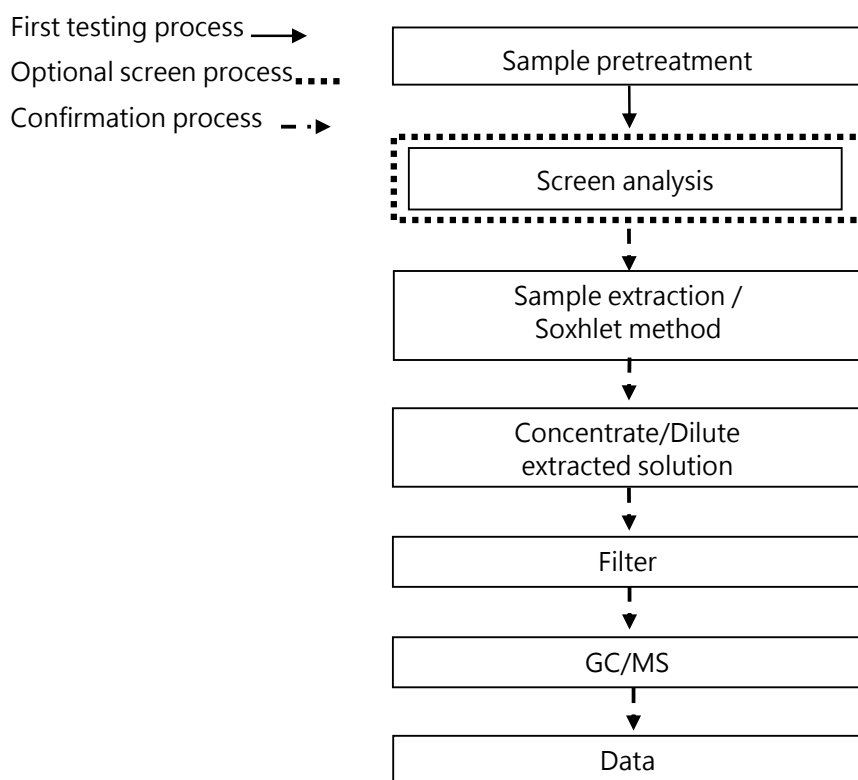 First testing process
Optional screen process
Confirmation process
Sample pretreatment
Screen analysis
Sample extraction /
Soxhlet method
Concentrate/Dilute
extracted solution
Filter
GC/MS
Data